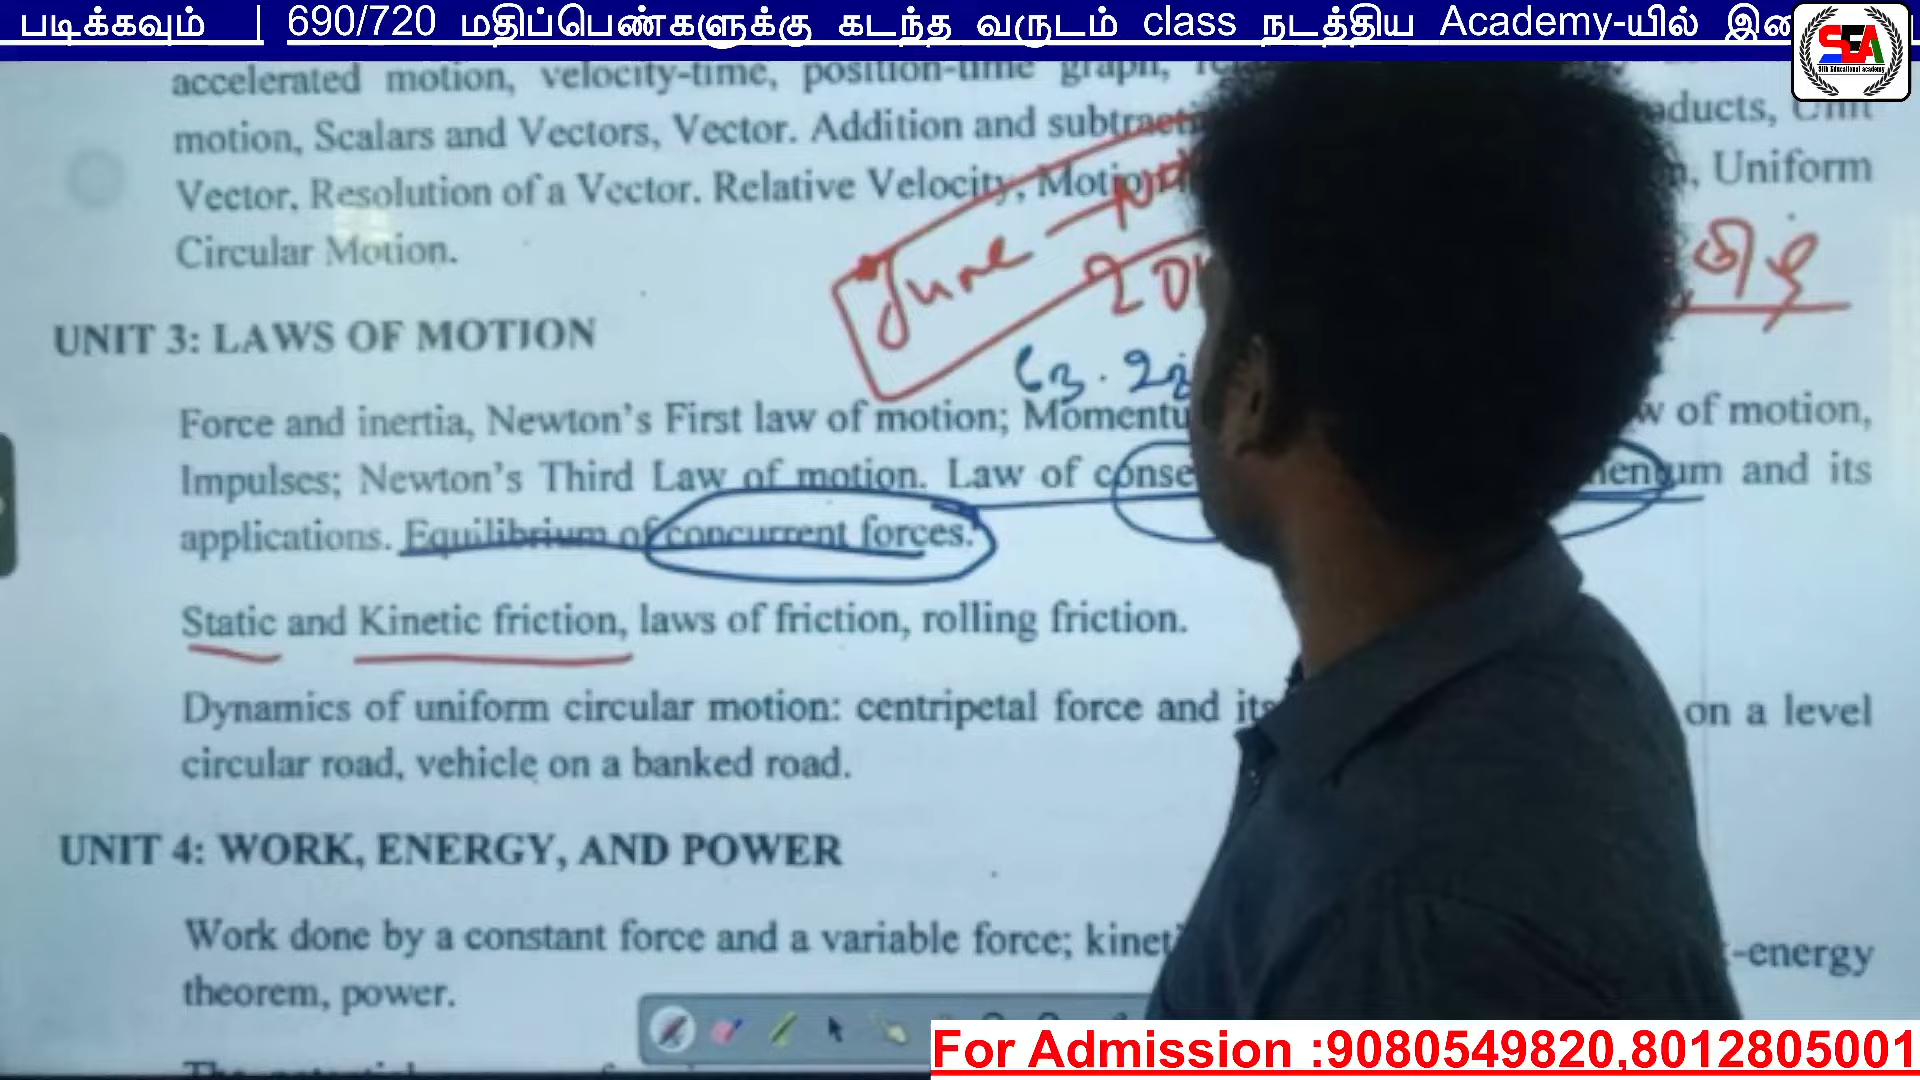 படிக்கவும் | 690/720 மதிப்பெண்களுக்கு கடந்த வருடம் class நடத்திய Academy-யில்
SEA
accelerated motion, velocity-time, position-time graph,
motion, Scalars and Vectors, Vector. Addition and subtracti
Vector, Resolution of a Vector. Relative Velocity, Motion Uniform
Circular Motion.
June
UNIT 3: LAWS OF MOTION
Force and inertia, Newton's First law of motion; Momentu w of motion,
Impulses; Newton's Third Law of motion. Law of conse mentum and its
applications. Equilibrium of concurrent forces.
Static and Kinetic friction, laws of friction, rolling friction.
Dynamics of uniform circular motion: centripetal force and its on a level
circular road, vehicle on a banked road.
UNIT 4: WORK, ENERGY, AND POWER
Work done by a constant force and a variable force; kineti -energy
theorem, power.
For Admission :9080549820,8012805001